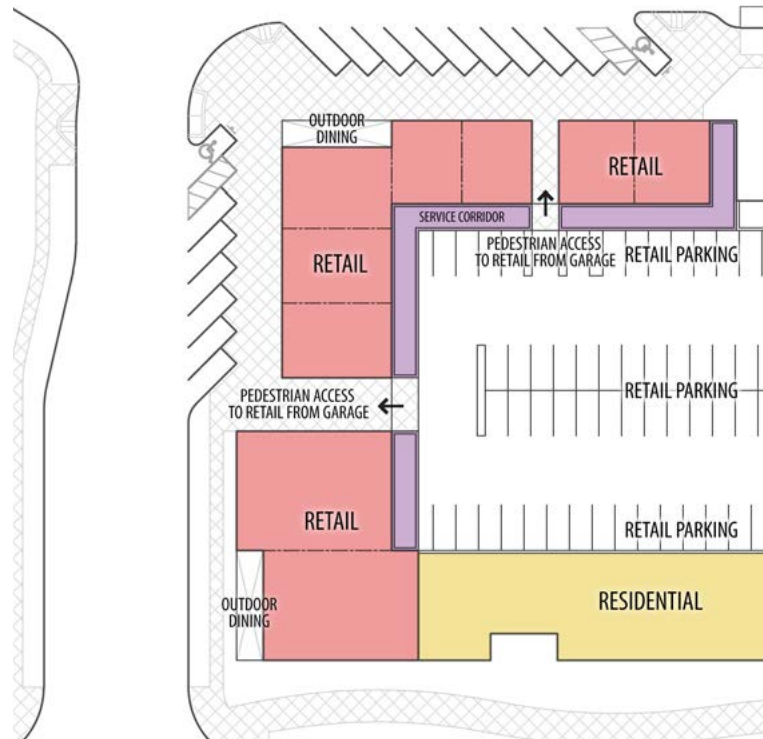 OUTDOOR
DINING
RETAIL
SERVICE CORRIDOR
PEDESTRIAN ACCESS
TO RETAIL FROM GARAGE
RETAIL PARKING
RETAIL
PEDESTRIAN ACCESS
TO RETAIL FROM GARAGE
RETAIL PARKING
RETAIL
RETAIL PARKING
OUTDOOR
DINING
RESIDENTIAL